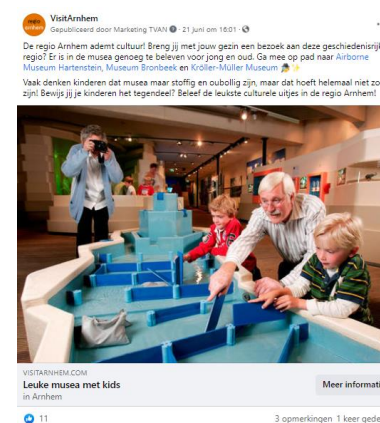 VisitArnhem
Gepubliceerd door Marketing TVAN · 21 juni om 16:01 ·
De regio Arnhem ademt cultuur! Breng jij met jouw gezin een bezoek aan deze geschiedenisrijk
regio? Er is in de musea genoeg te beleven voor jong en oud. Ga mee op pad naar Airborne
Museum Hartenstein, Museum Bronbeek en Kröller-Müller Museum
Vaak denken kinderen dat musea maar stoffig en oubollig zijn, maar dat hoeft helemaal niet zo
zijn! Bewijs jij je kinderen het tegendeel? Beleef de leukste culturele uitjes in de regio Arnhem!
VISITARNHEM.COM
Leuke musea met kids
in Arnhem
Meer informati
11
3 opmerkingen 1 keer gede